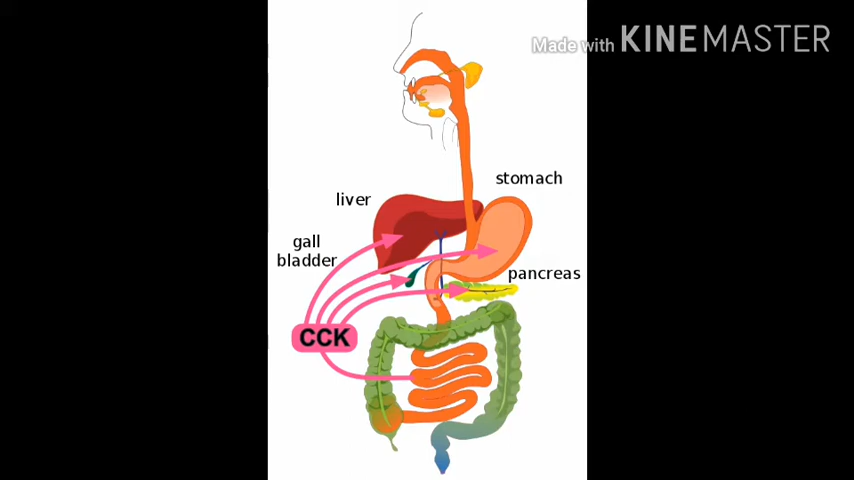 Made with KINEMASTER
stomach
liver
gall
bladder
pancreas
CCK